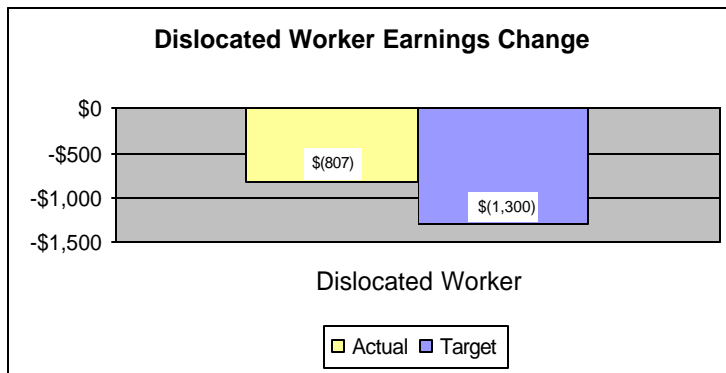 Dislocated Worker Earnings Change
$0
-$500
-$1,000
-$1,500
$(807)
$(1,300)
Dislocated Worker
Actual Target